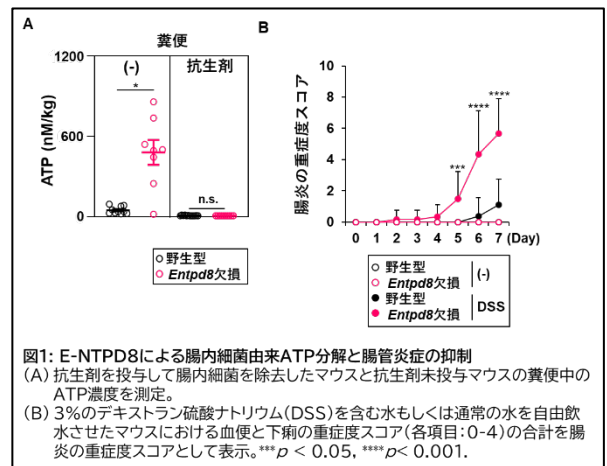 A
糞便
(-)
抗生剤
*
n.s.
ATP (nM/kg)
1200
600
0
野生型
Entpd8欠損
B
腸炎の重症度スコア
10
8
6
4
2
0
***
****
****
0 1 2 3 4 5 6 7 (Day)
野生型
Entpd8欠損
(-)
野生型
Entpd8欠損
DSS
図1: E-NTPD8による腸内細菌由来ATP分解と腸管炎症の抑制
(A) 抗生剤を投与して腸内細菌を除去したマウスと抗生剤未投与マウスの糞便中の
ATP濃度を測定。
(B) 3%のデキストラン硫酸ナトリウム(DSS)を含む水もしくは通常の水を自由飲
水させたマウスにおける血便と下痢の重症度スコア(各項目:0-4)の合計を腸
炎の重症度スコアとして表示。***p < 0.05, ****p< 0.001.